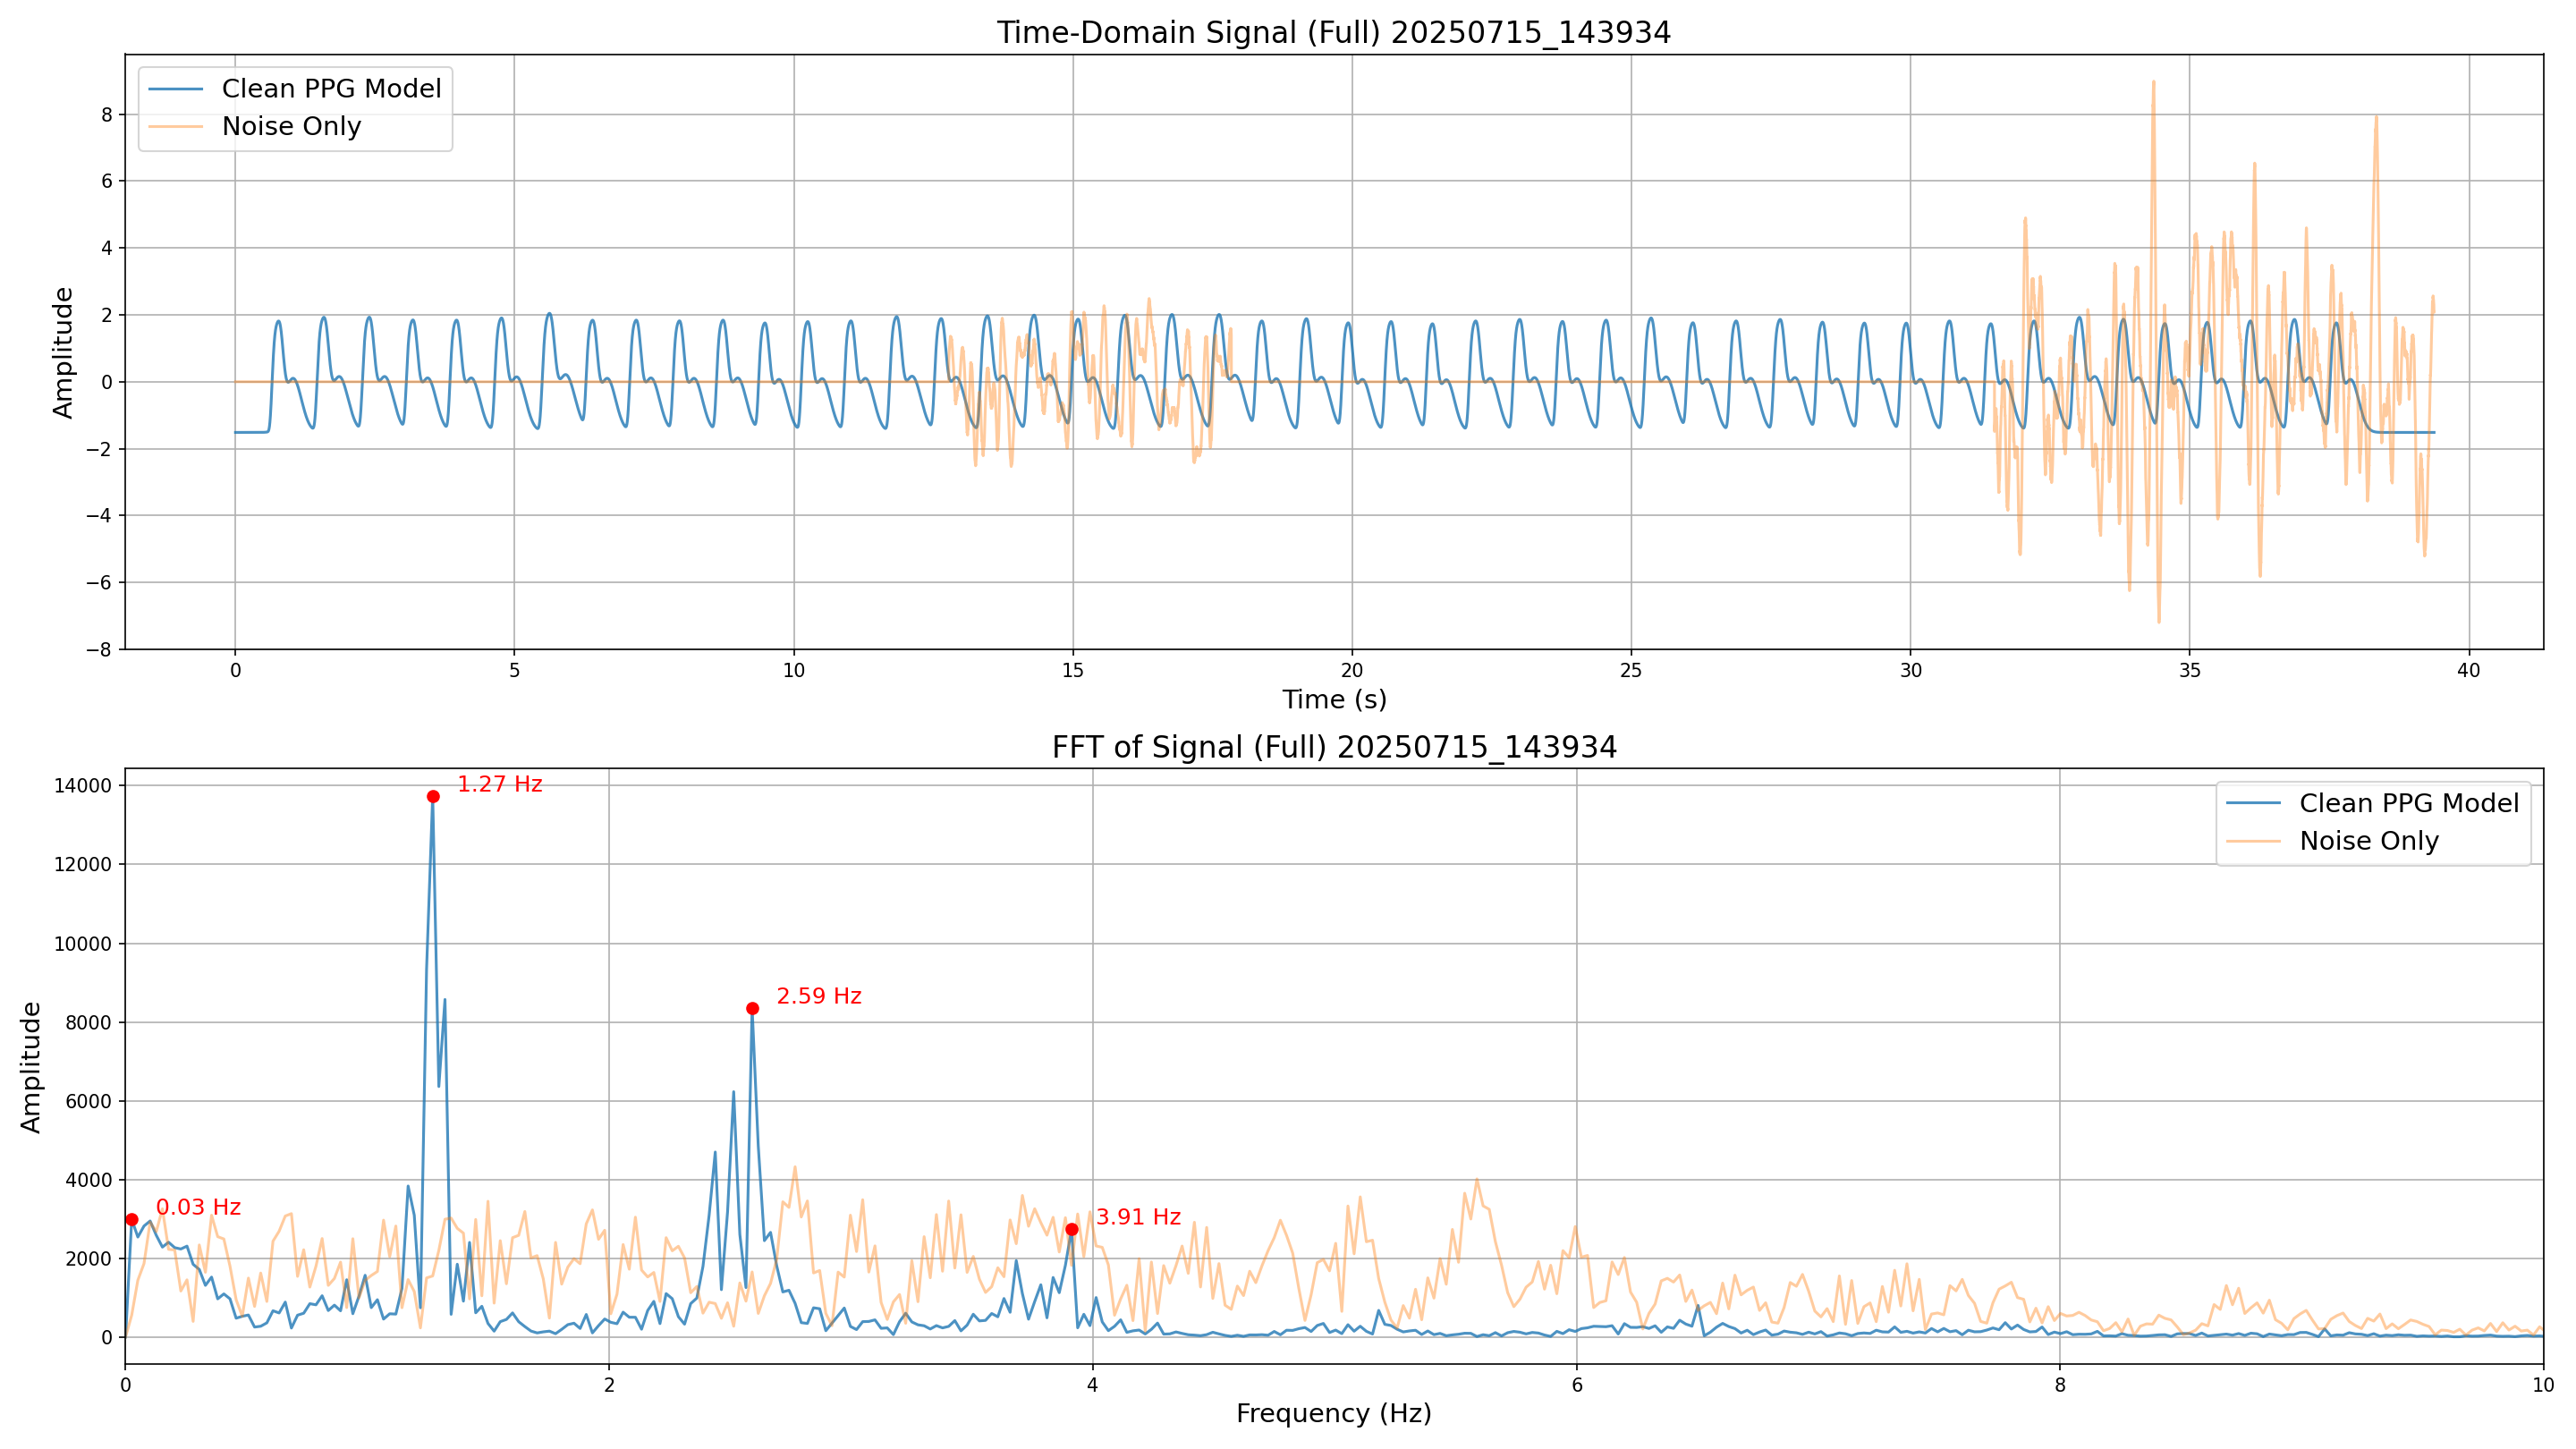 Time-Domain Signal (Full) 20250715_143934
Clean PPG Model
Noise Only
Amplitude
8
6
4
2
0
−2
−4
−6
−8
0 5 10 15 20 25 30 35 40
Time (s)
FFT of Signal (Full) 20250715_143934
1.27 Hz
2.59 Hz
0.03 Hz
3.91 Hz
Clean PPG Model
Noise Only
Amplitude
14000
12000
10000
8000
6000
4000
2000
0
0 2 4 6 8 10
Frequency (Hz)